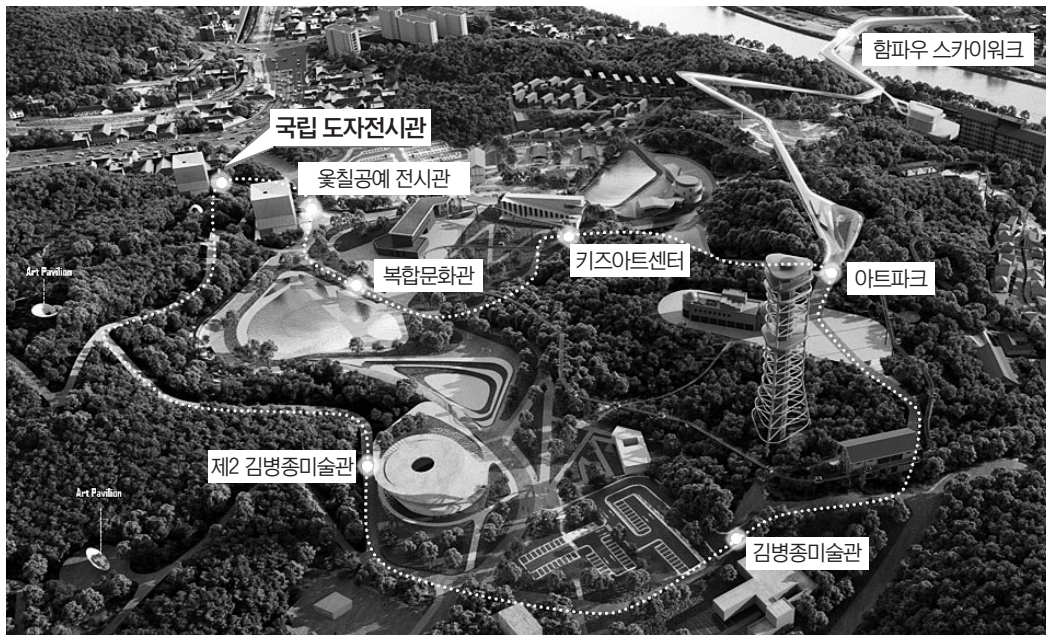 함파우 스카이워크
국립 도자전시관
옻칠공예 전시관
키즈아트센터
복합문화관
아트파크
Art Pavilion
제2 김병종미술관
Art Pavilion
김병종미술관